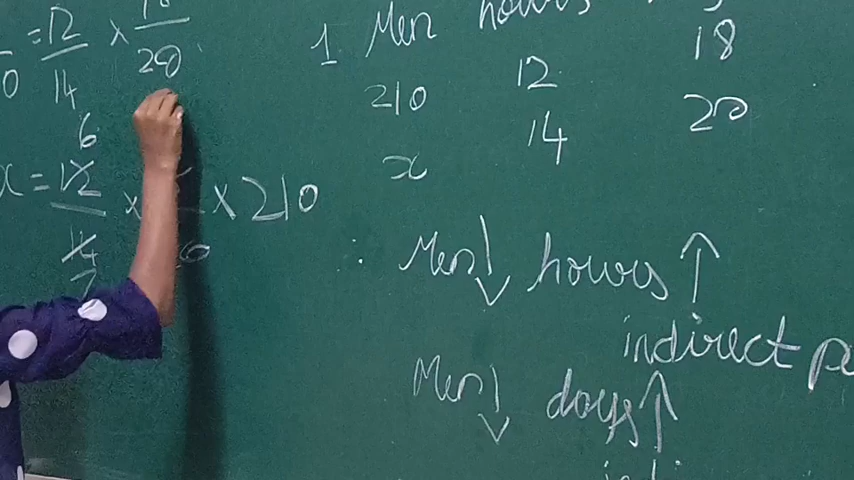 = 12/14 × 18/20
x = 12/14 × × 210
6
7
1 Men hours
210 12 18
x 14 20
∴ Men ↓ hours ↑
indirect
Men ↓ days ↑